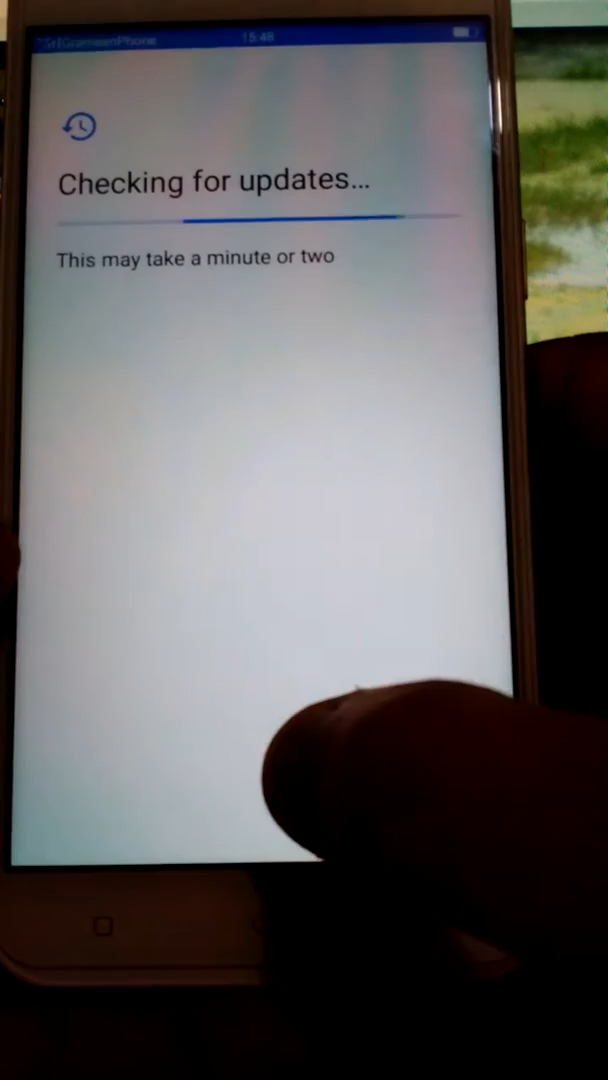 GrameenPhone 15:48
Checking for updates...
This may take a minute or two